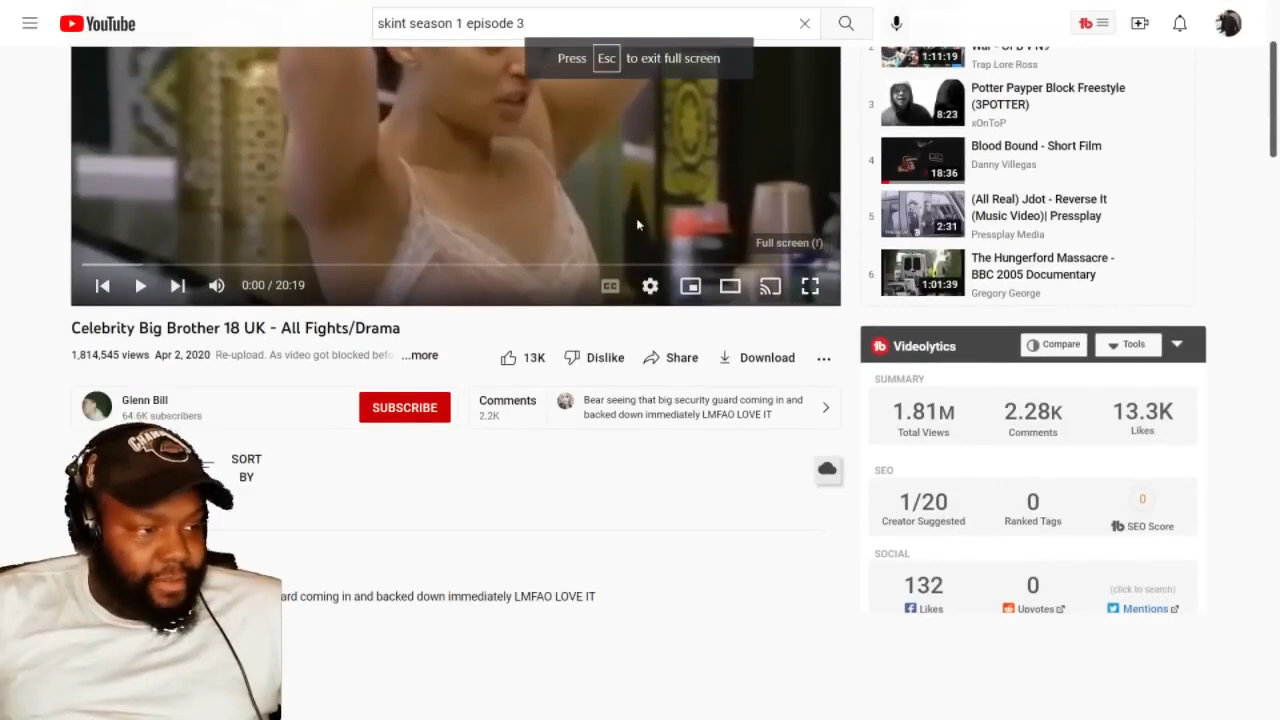 YouTube
skint season 1 episode 3
Press Esc to exit full screen
Full screen (f)
CC
0:00 / 20:19
Celebrity Big Brother 18 UK - All Fights/Drama
1,814,545 views Apr 2, 2020 Re-upload. As video got blocked befo ...more
13K
Dislike
Share
Download
Glenn Bill
64.6K subscribers
SUBSCRIBE
Comments
2.2K
Bear seeing that big security guard coming in and
backed down immediately LMFAO LOVE IT
SORT
BY
ard coming in and backed down immediately LMFAO LOVE IT
1:11:19
Trap Lore Ross
3
8:23
Potter Payper Block Freestyle
(3POTTER)
xOnToP
4
18:36
Blood Bound - Short Film
Danny Villegas
5
2:31
(All Real) Jdot - Reverse It
(Music Video)| Pressplay
Pressplay Media
6
1:01:39
The Hungerford Massacre -
BBC 2005 Documentary
Gregory George
Videolytics
Compare
Tools
SUMMARY
1.81M
Total Views
2.28K
Comments
13.3K
Likes
SEO
1/20
Creator Suggested
0
Ranked Tags
0
SEO Score
SOCIAL
132
Likes
0
Upvotes
(click to search)
Mentions